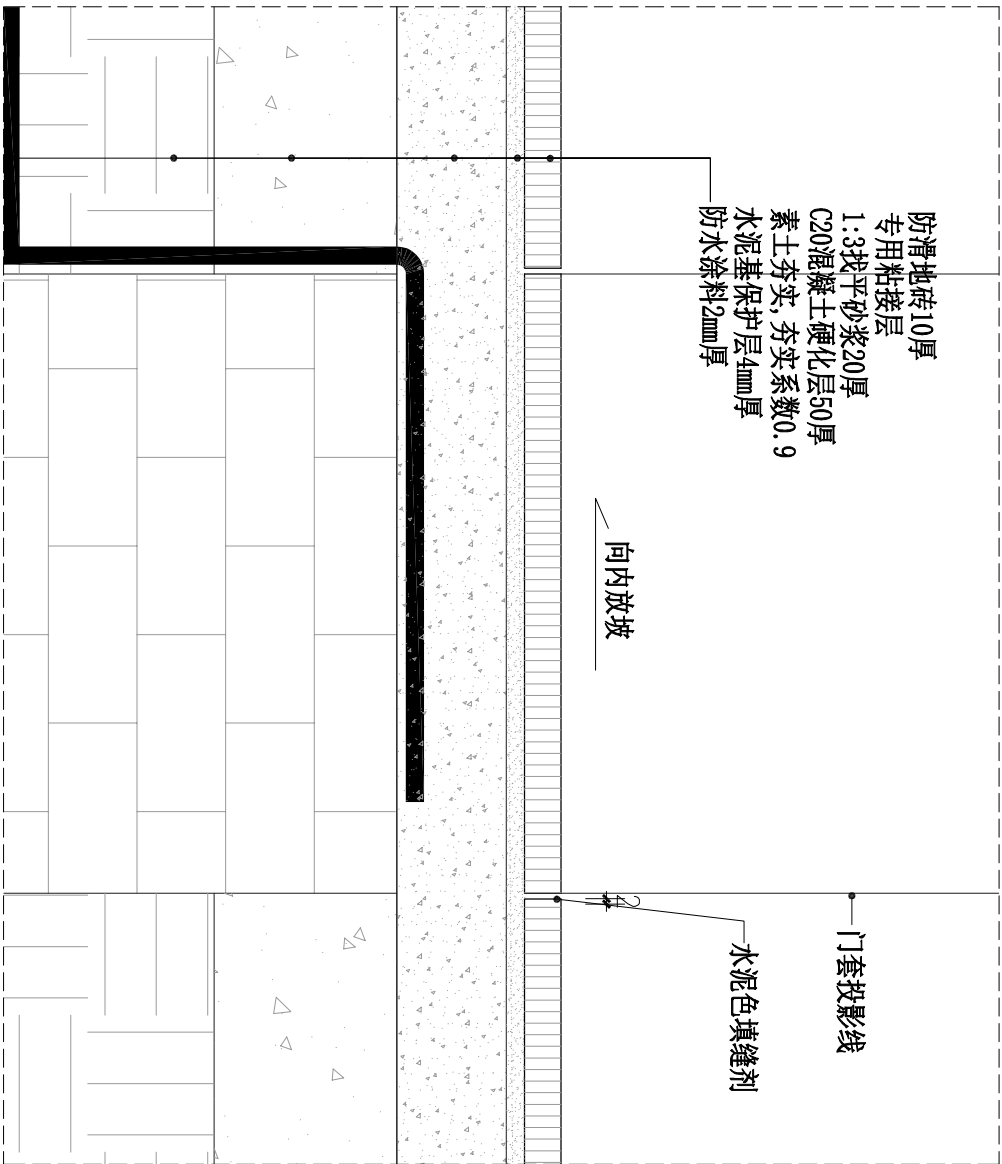 防滑地砖10厚
专用粘接层
1:3找平砂浆20厚
C20混凝土硬化层50厚
素土夯实,夯实系数0.9
水泥基保护层4mm厚
防水涂料2mm厚
向内放坡
门套投影线
水泥色填缝剂
2